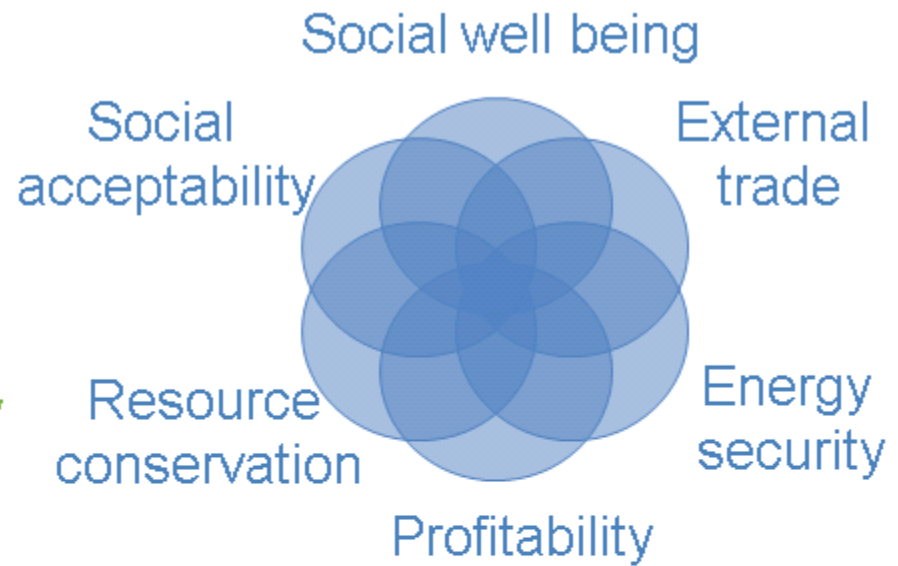 Social well being
Social
acceptability
External
trade
Resource
conservation
Energy
security
Profitability